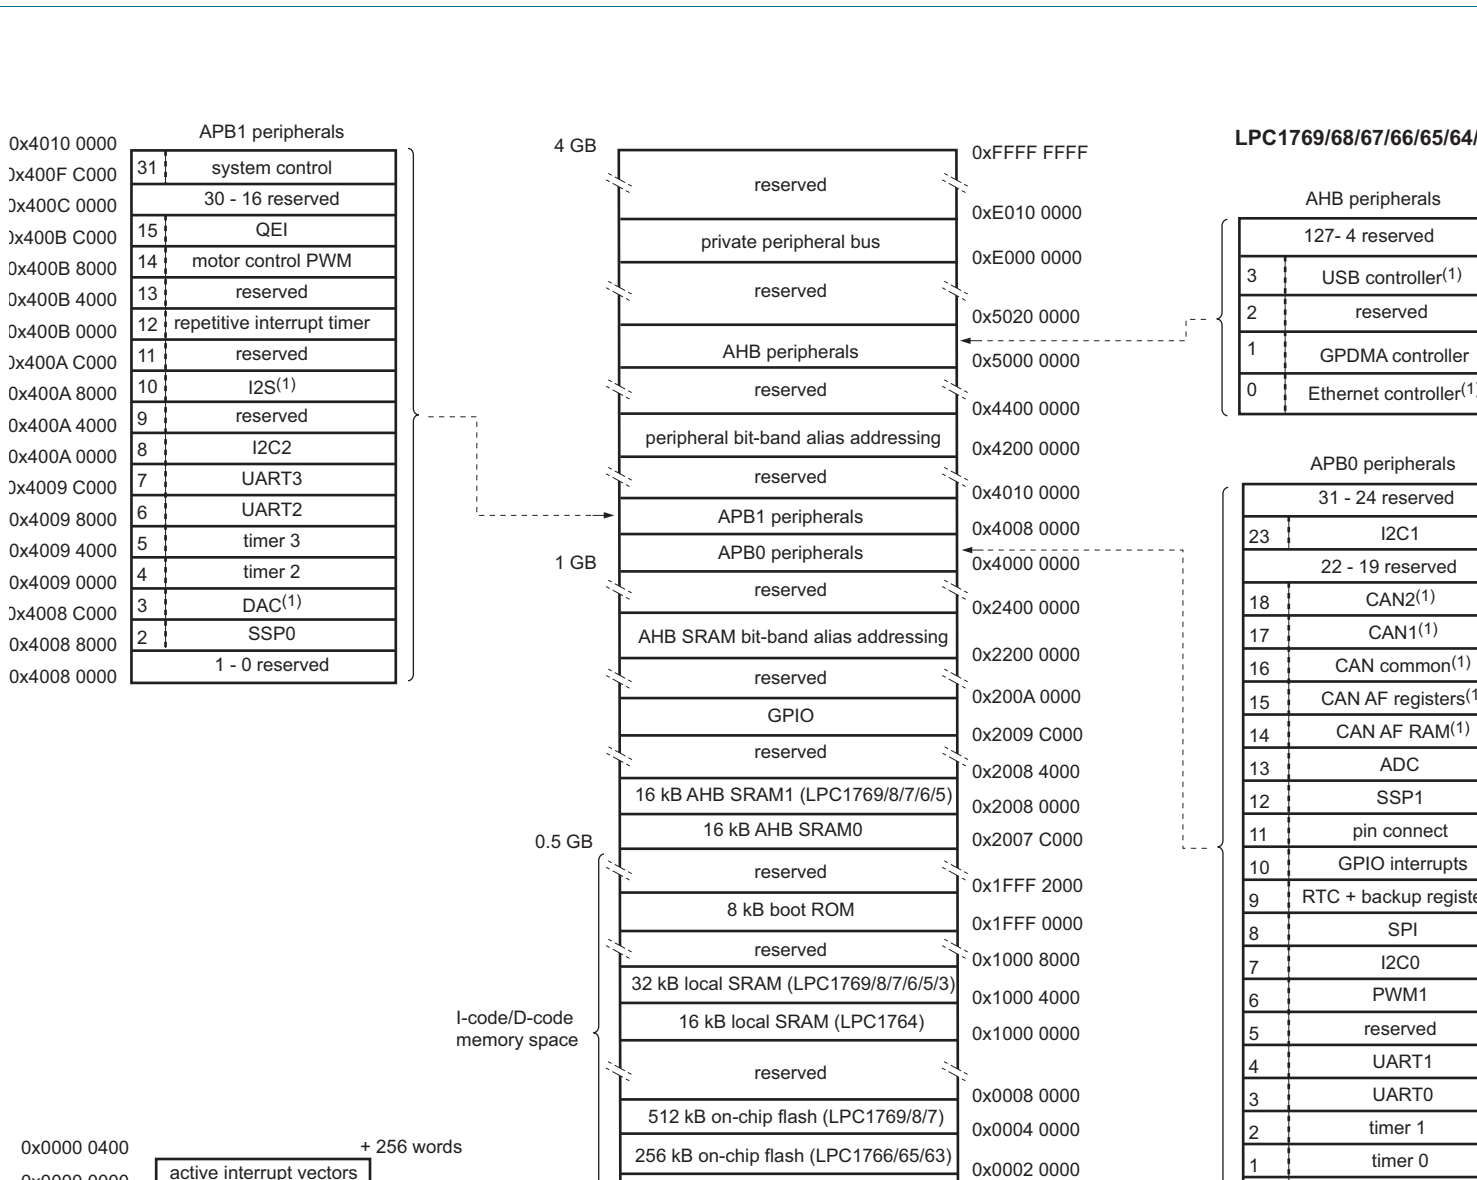 APB1 peripherals
0x4010 0000
0x400F C000
31 system control
0x400C 0000
30 - 16 reserved
0x400B C000
15 QEI
0x400B 8000
14 motor control PWM
0x400B 4000
13 reserved
0x400B 0000
12 repetitive interrupt timer
0x400A C000
11 reserved
0x400A 8000
10 I2S(1)
0x400A 4000
9 reserved
0x400A 0000
8 I2C2
0x4009 C000
7 UART3
0x4009 8000
6 UART2
0x4009 4000
5 timer 3
0x4009 0000
4 timer 2
0x4008 C000
3 DAC(1)
0x4008 8000
2 SSP0
0x4008 0000
1 - 0 reserved
4 GB
0xFFFF FFFF
reserved
0xE010 0000
private peripheral bus
0xE000 0000
reserved
0x5020 0000
AHB peripherals
0x5000 0000
reserved
0x4400 0000
peripheral bit-band alias addressing
0x4200 0000
reserved
0x4010 0000
APB1 peripherals
0x4008 0000
1 GB
APB0 peripherals
0x4000 0000
reserved
0x2400 0000
AHB SRAM bit-band alias addressing
0x2200 0000
reserved
0x200A 0000
GPIO
0x2009 C000
reserved
0x2008 4000
16 kB AHB SRAM1 (LPC1769/8/7/6/5)
0x2008 0000
16 kB AHB SRAM0
0x2007 C000
0.5 GB
reserved
0x1FFF 2000
8 kB boot ROM
0x1FFF 0000
reserved
0x1000 8000
32 kB local SRAM (LPC1769/8/7/6/5/3)
0x1000 4000
16 kB local SRAM (LPC1764)
0x1000 0000
I-code/D-code
memory space
reserved
0x0008 0000
512 kB on-chip flash (LPC1769/8/7)
0x0004 0000
256 kB on-chip flash (LPC1766/65/63)
0x0002 0000
0x0000 0400
+ 256 words
active interrupt vectors
0x0000 0000
LPC1769/68/67/66/65/64/
AHB peripherals
127- 4 reserved
3 USB controller(1)
2 reserved
1 GPDMA controller
0 Ethernet controller(1)
APB0 peripherals
31 - 24 reserved
23 I2C1
22 - 19 reserved
18 CAN2(1)
17 CAN1(1)
16 CAN common(1)
15 CAN AF registers(1
14 CAN AF RAM(1)
13 ADC
12 SSP1
11 pin connect
10 GPIO interrupts
9 RTC + backup registe
8 SPI
7 I2C0
6 PWM1
5 reserved
4 UART1
3 UART0
2 timer 1
1 timer 0